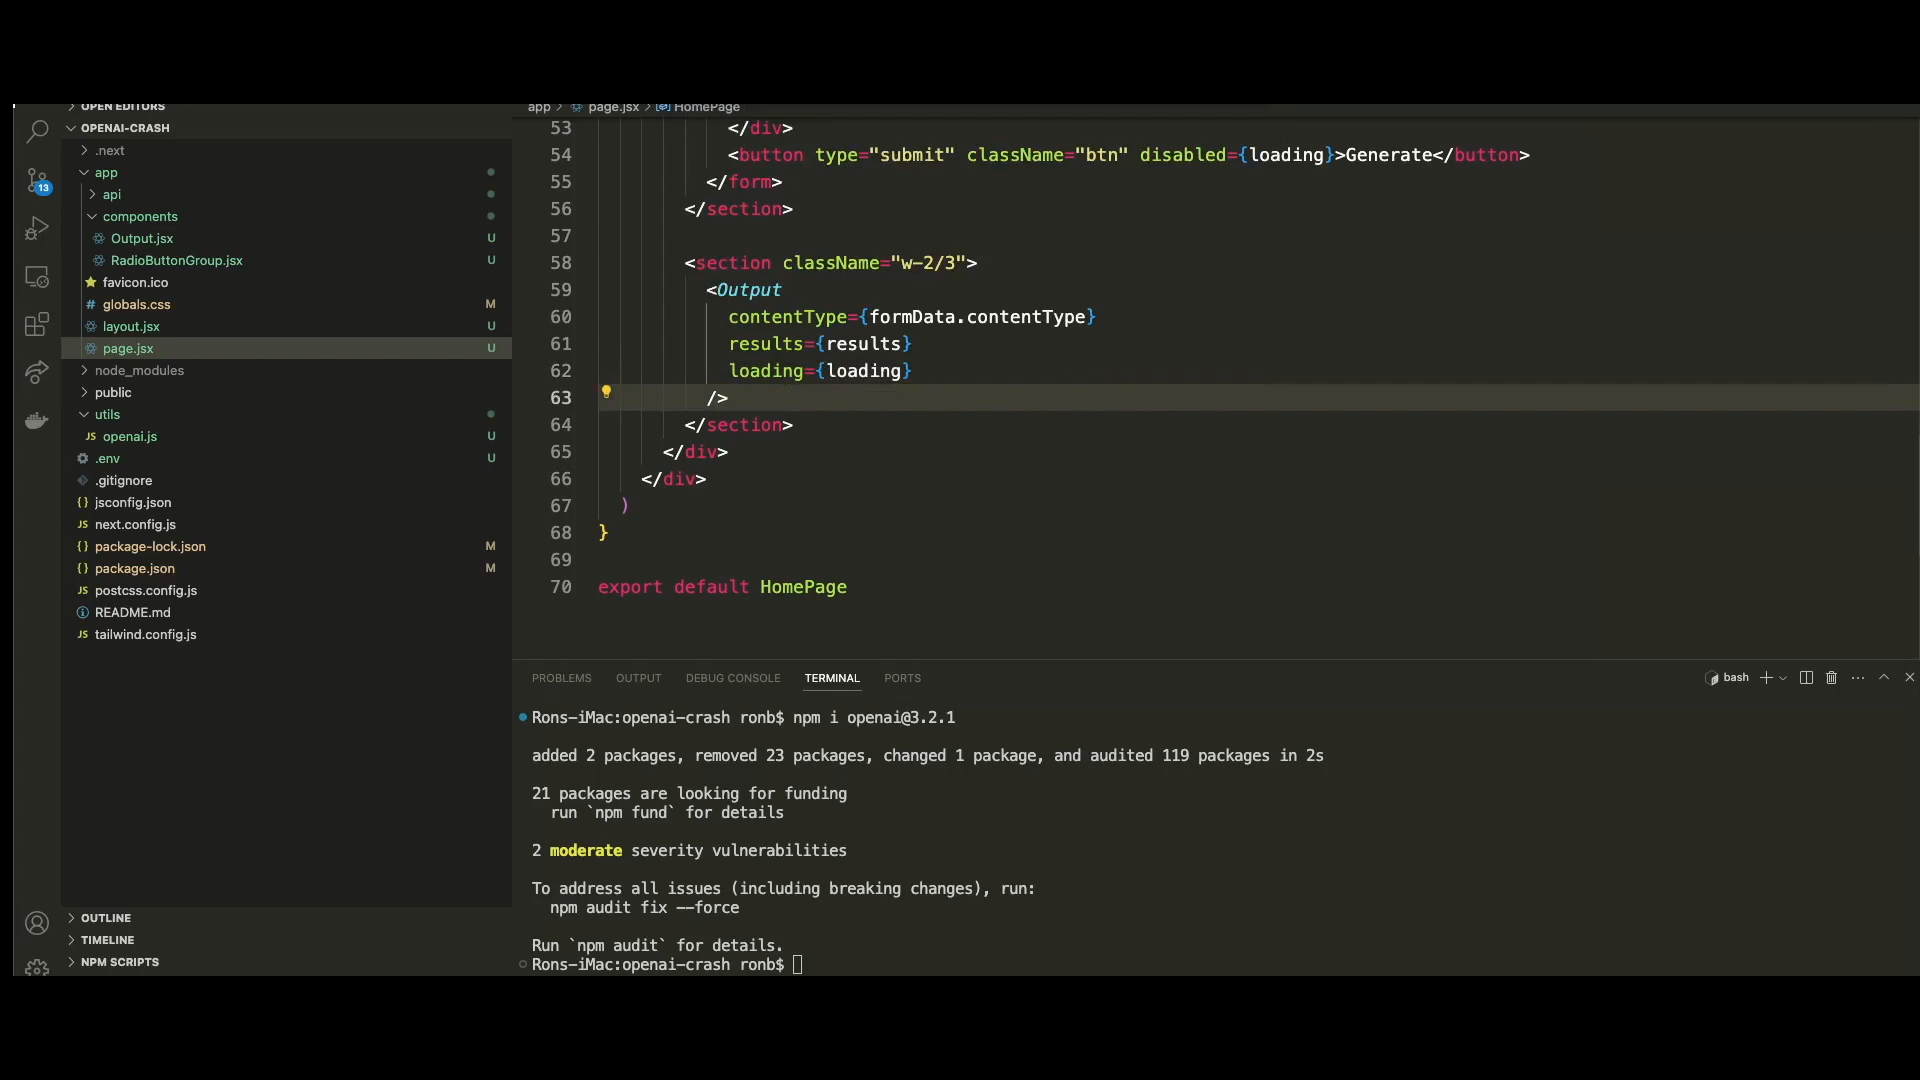 OPEN EDITORS
OPENAI-CRASH
.next
app
api
components
Output.jsx U
RadioButtonGroup.jsx U
favicon.ico
globals.css M
layout.jsx U
page.jsx U
node_modules
public
utils
openai.js U
.env U
.gitignore
jsconfig.json
next.config.js
package-lock.json M
package.json M
postcss.config.js
README.md
tailwind.config.js
OUTLINE
TIMELINE
NPM SCRIPTS
13
app > page.jsx > HomePage
53 </div>
54 <button type="submit" className="btn" disabled={loading}>Generate</button>
55 </form>
56 </section>
57
58 <section className="w-2/3">
59 <Output
60 contentType={formData.contentType}
61 results={results}
62 loading={loading}
63 />
64 </section>
65 </div>
66 </div>
67 )
68 }
69
70 export default HomePage
PROBLEMS OUTPUT DEBUG CONSOLE TERMINAL PORTS bash
Rons-iMac:openai-crash ronb$ npm i openai@3.2.1
added 2 packages, removed 23 packages, changed 1 package, and audited 119 packages in 2s
21 packages are looking for funding
run `npm fund` for details
2 moderate severity vulnerabilities
To address all issues (including breaking changes), run:
npm audit fix --force
Run `npm audit` for details.
Rons-iMac:openai-crash ronb$